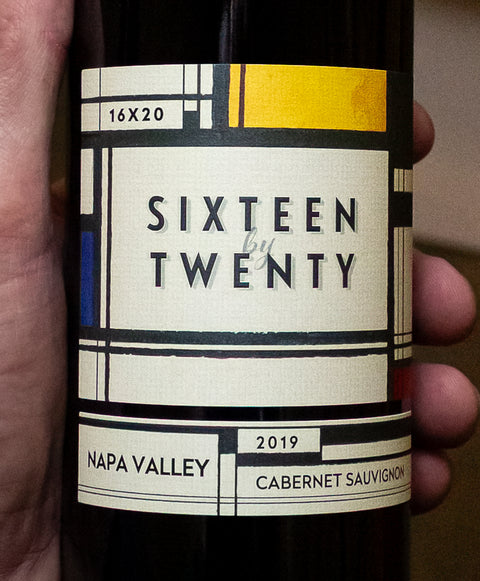 16X20
SIXTEEN
by
TWENTY
2019
NAPA VALLEY
CABERNET SAUVIGNON